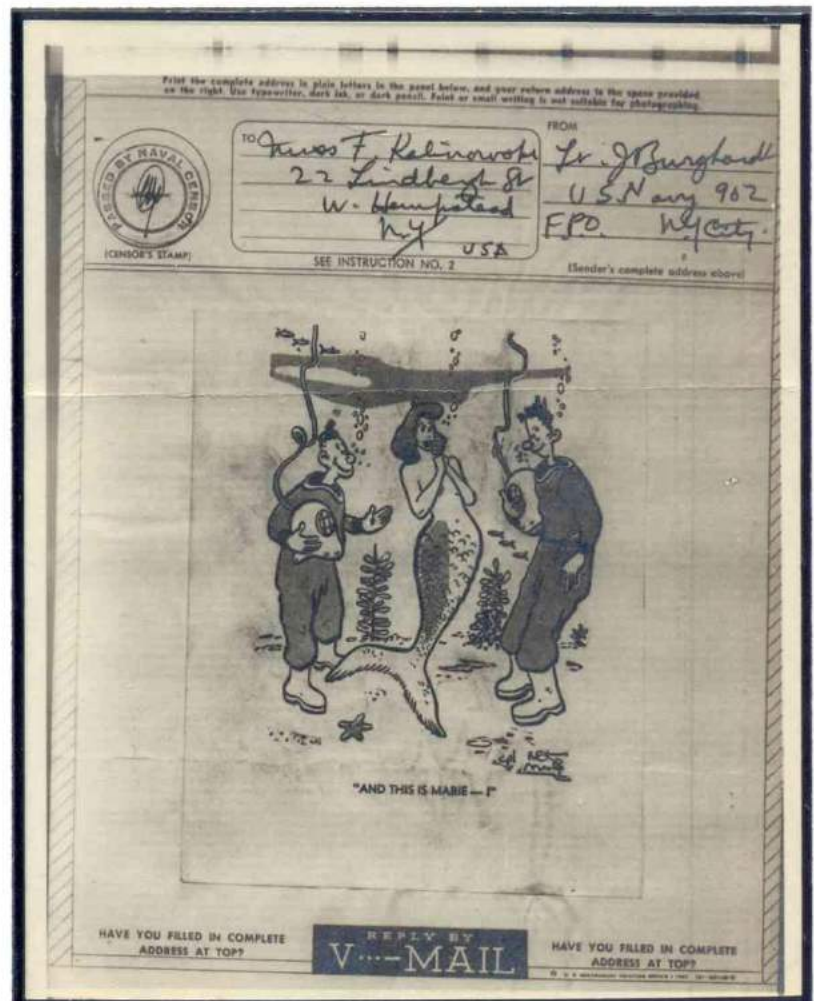 Print the complete address in plain letters in the panel below, and your return address in the space provided
on the right. Use typewriter, dark ink, or dark pencil. Faint or small writing is not suitable for photographing.
PASSED BY NAVAL CENSOR
(CENSOR'S STAMP)
TO
F. Kalinowski
22 Lindbergh St
W. Hempstead
N.Y
USA
SEE INSTRUCTION NO. 2
FROM
Lt. J Burghardt
U S. Navy 902
F.P.O. N Y City.
(Sender's complete address above)
"AND THIS IS MABIE — !"
HAVE YOU FILLED IN COMPLETE
ADDRESS AT TOP?
REPLY BY
V···—MAIL
HAVE YOU FILLED IN COMPLETE
ADDRESS AT TOP?